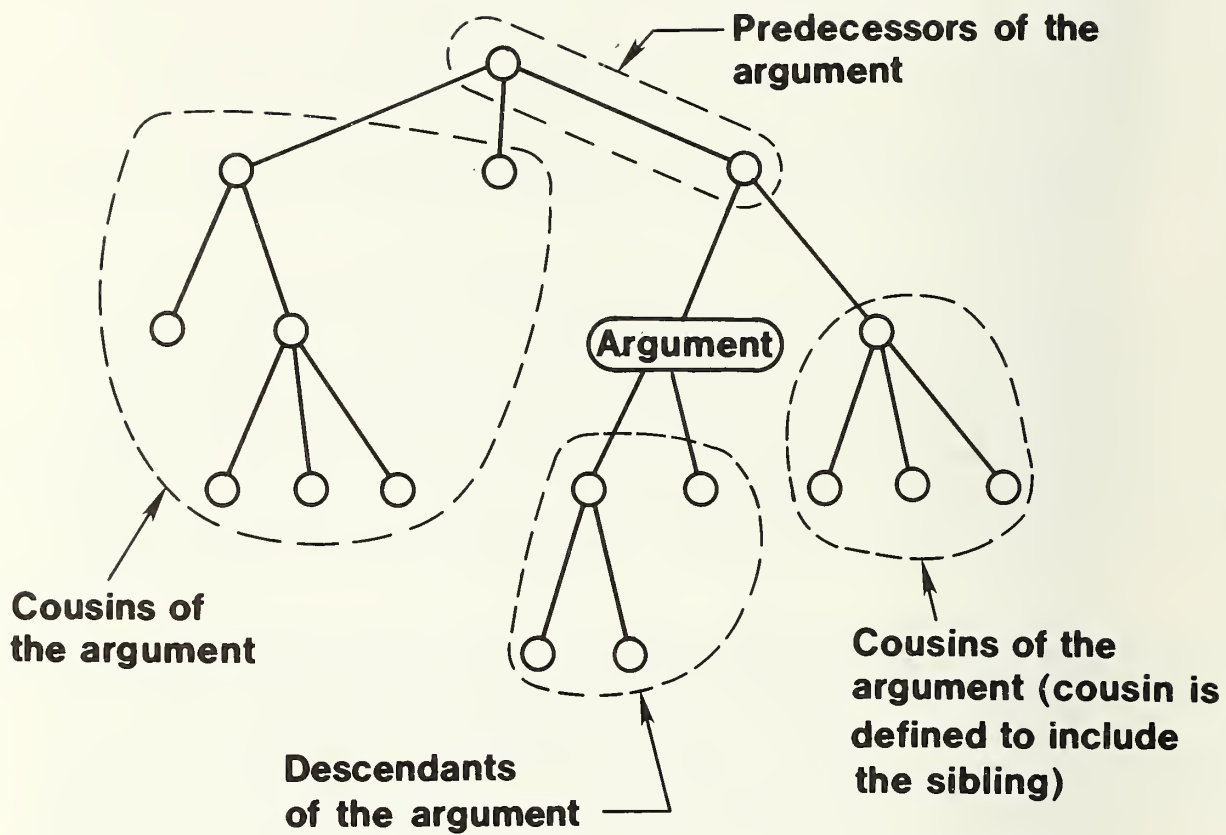 Predecessors of the
argument
Argument
Cousins of
the argument
Cousins of the
argument (cousin is
defined to include
the sibling)
Descendants
of the argument